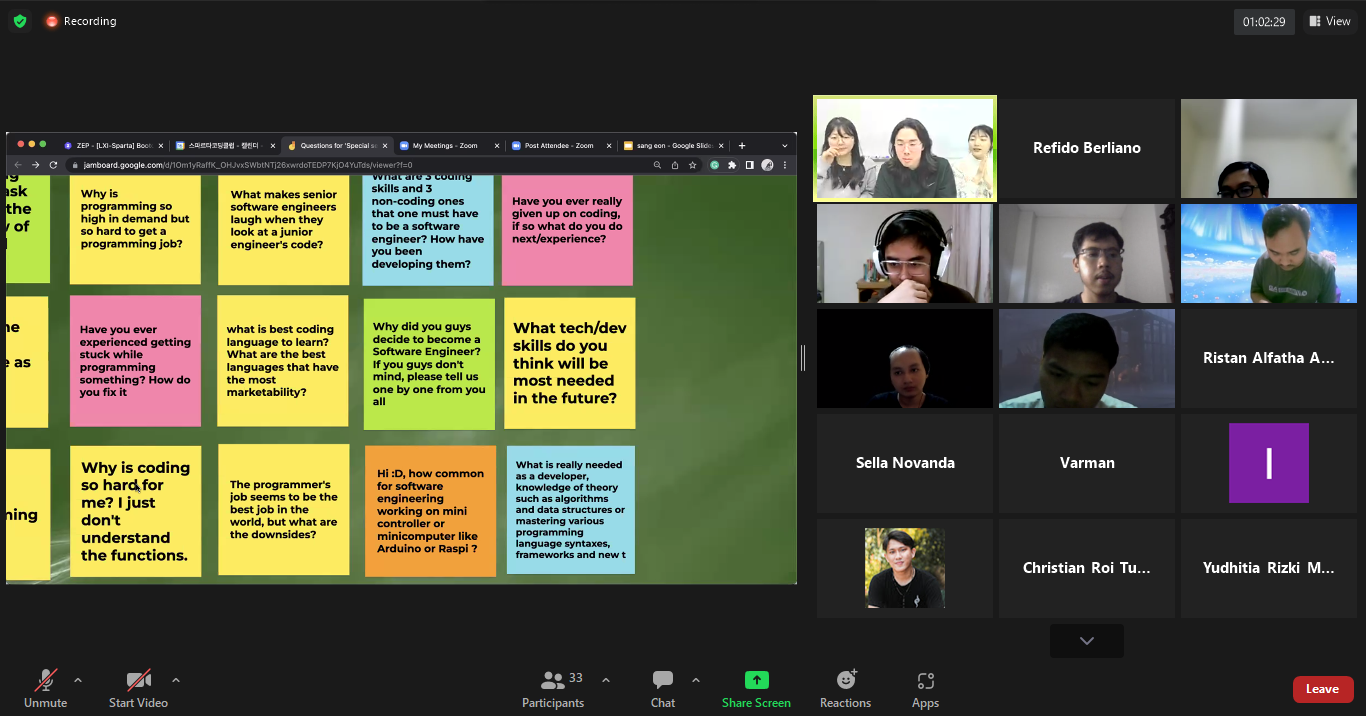 Recording
01:02:29
View
ZEP - [LXI-Sparta] Boot
스파르타코딩클럽 - 캘린더
Questions for 'Special s
My Meetings - Zoom
Post Attendee - Zoom
sang eon - Google Slide
jamboard.google.com/d/1Om1yRaffK_OHJvxSWbtNTj26xwrdoTEDP7KjO4YuTds/viewer?f=0
ask
the
y of
Why is
programming so
high in demand but
so hard to get a
programming job?
What makes senior
software engineers
laugh when they
look at a junior
engineer's code?
What are 3 coding
skills and 3
non-coding ones
that one must have
to be a software
engineer? How have
you been
developing them?
Have you ever really
given up on coding,
if so what do you do
next/experience?
ne
e as
Have you ever
experienced getting
stuck while
programming
something? How do
you fix it
what is best coding
language to learn?
What are the best
languages that have
the most
marketability?
Why did you guys
decide to become a
Software Engineer?
If you guys don't
mind, please tell us
one by one from you
all
What tech/dev
skills do you
think will be
most needed
in the future?
ning
Why is coding
so hard for
me? I just
don't
understand
the functions.
The programmer's
job seems to be the
best job in the
world, but what are
the downsides?
Hi :D, how common
for software
engineering
working on mini
controller or
minicomputer like
Arduino or Raspi ?
What is really needed
as a developer,
knowledge of theory
such as algorithms
and data structures or
mastering various
programming
language syntaxes,
frameworks and new t
Refido Berliano
Ristan Alfatha A...
Sella Novanda
Varman
I
Christian Roi Tu...
Yudhitia Rizki M...
Unmute
Start Video
Participants
33
Chat
Share Screen
Reactions
Apps
Leave